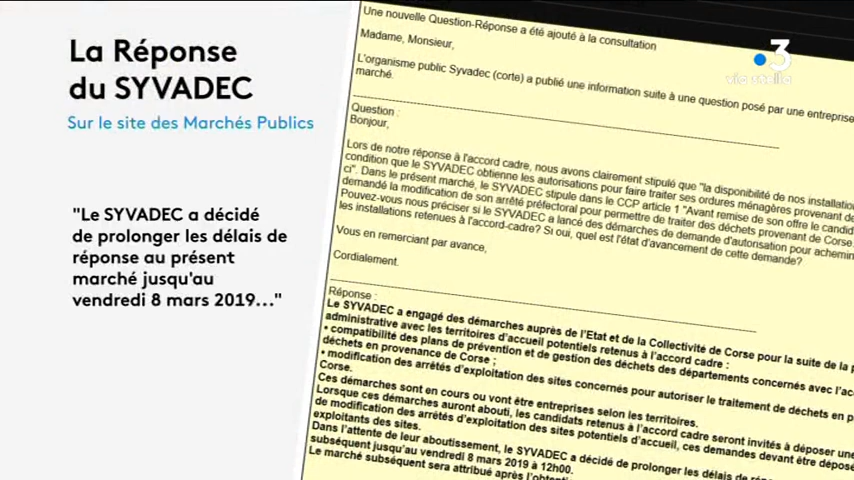 La Réponse
du SYVADEC
Sur le site des Marchés Publics
"Le SYVADEC a décidé
de prolonger les délais de
réponse au présent
marché jusqu'au
vendredi 8 mars 2019..."
3
via stella
Une nouvelle Question-Réponse a été ajouté à la consultation
Madame, Monsieur,
L'organisme public Syvadec (corte) a publié une information suite à une question posé par une entreprise
marché.
Question :
Bonjour,
Lors de notre réponse à l'accord cadre, nous avons clairement stipulé que "la disponibilité de nos installation
condition que le SYVADEC obtienne les autorisations pour faire traiter ses ordures ménagères provenant de
ci". Dans le présent marché, le SYVADEC stipule dans le CCP article 1 "Avant remise de son offre le candid
demandé la modification de son arrêté préfectoral pour permettre de traiter des déchets provenant de Corse.
Pouvez-vous nous préciser si le SYVADEC a lancé des démarches de demande d'autorisation pour achemin
les installations retenues à l'accord-cadre? Si oui, quel est l'état d'avancement de cette demande?
Vous en remerciant par avance,
Cordialement.
Réponse :
Le SYVADEC a engagé des démarches auprès de l'Etat et de la Collectivité de Corse pour la suite de la p
administrative avec les territoires d'accueil potentiels retenus à l'accord cadre :
• compatibilité des plans de prévention et de gestion des déchets des départements concernés avec l'acc
déchets en provenance de Corse ;
• modification des arrêtés d'exploitation des sites concernés pour autoriser le traitement de déchets en p
Corse.
Ces démarches sont en cours ou vont être entreprises selon les territoires.
Lorsque ces démarches auront abouti, les candidats retenus à l'accord cadre seront invités à déposer une
de modification des arrêtés d'exploitation des sites potentiels d'accueil, ces demandes devant être dépos
exploitants des sites.
Dans l'attente de leur aboutissement, le SYVADEC a décidé de prolonger les délais de
subséquent jusqu'au vendredi 8 mars 2019 à 12h00.
Le marché subséquent sera attribué après